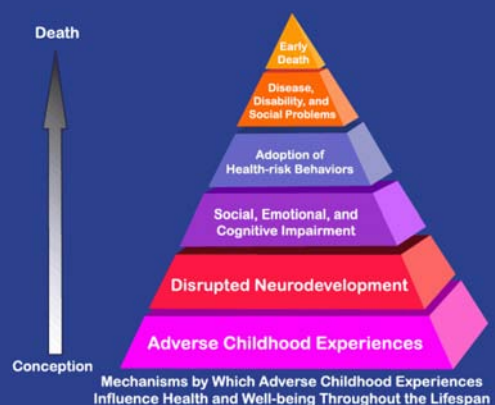 Death
Early
Death
Disease,
Disability, and
Social Problems
Adoption of
Health-risk Behaviors
Social, Emotional, and
Cognitive Impairment
Disrupted Neurodevelopment
Adverse Childhood Experiences
Conception
Mechanisms by Which Adverse Childhood Experiences
Influence Health and Well-being Throughout the Lifespan